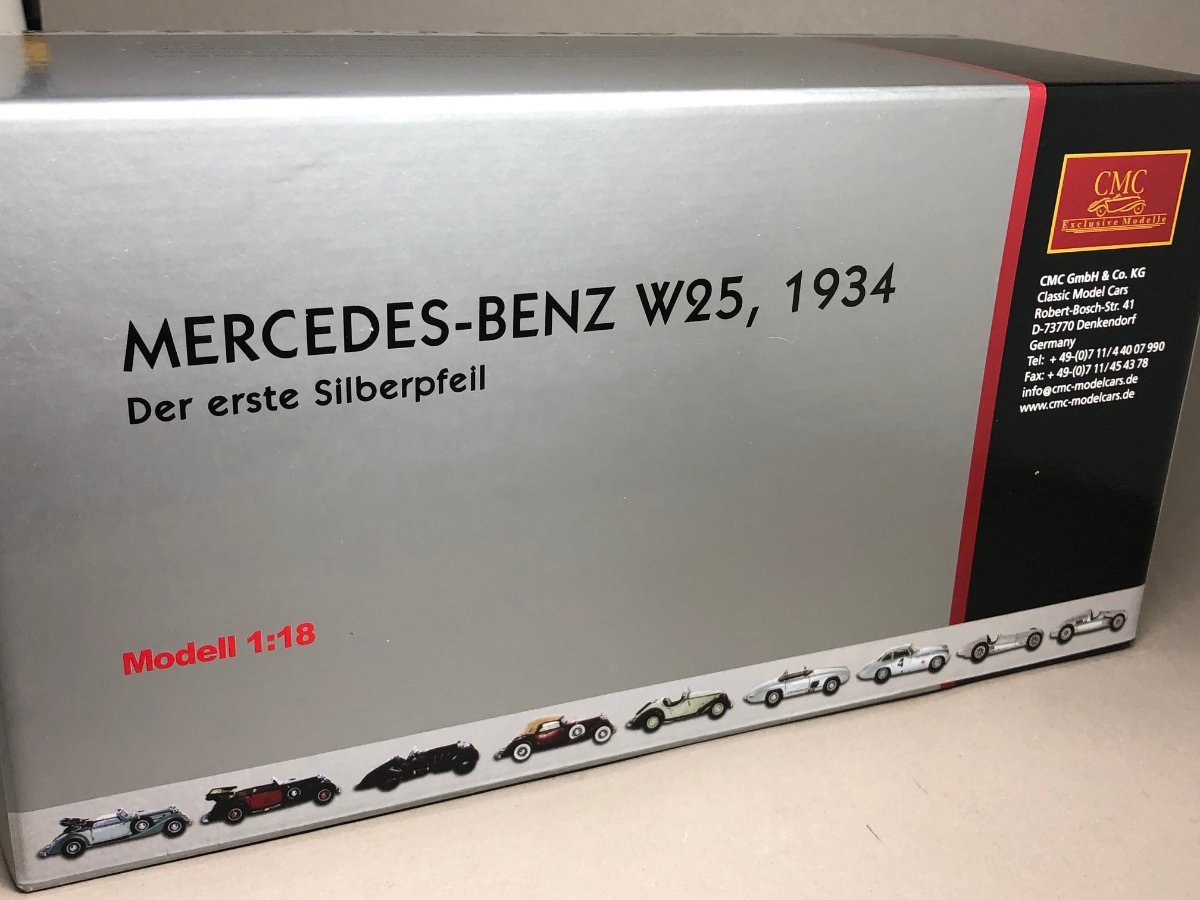 MERCEDES-BENZ W25, 1934
Der erste Silberpfeil
Modell 1:18
CMC
Exclusive Modelle
CMC GmbH & Co. KG
Classic Model Cars
Robert-Bosch-Str. 41
D-73770 Denkendorf
Germany
Tel: + 49-(0)7 11/4 40 07 990
Fax: + 49-(0)7 11/45 43 78
info@cmc-modelcars.de
www.cmc-modelcars.de
4